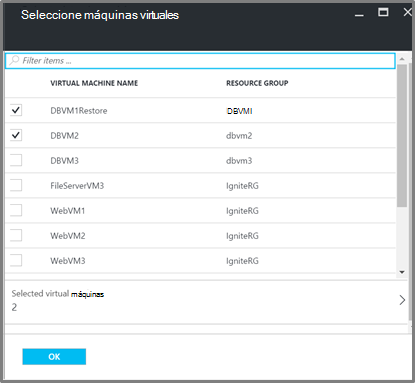 Seleccione máquinas virtuales
Filter items ...
VIRTUAL MACHINE NAME RESOURCE GROUP
DBVM1Restore IDBVMI
DBVM2 dbvm2
DBVM3 dbvm3
FileServerVM3 IgniteRG
WebVM1 IgniteRG
WebVM2 IgniteRG
WebVM3 IgniteRG
Selected virtual máquinas
2
OK